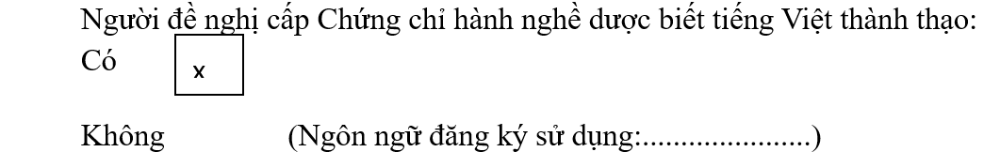 Người đề nghị cấp Chứng chỉ hành nghề dược biết tiếng Việt thành thạo:
Có x
Không (Ngôn ngữ đăng ký sử dụng:......................)